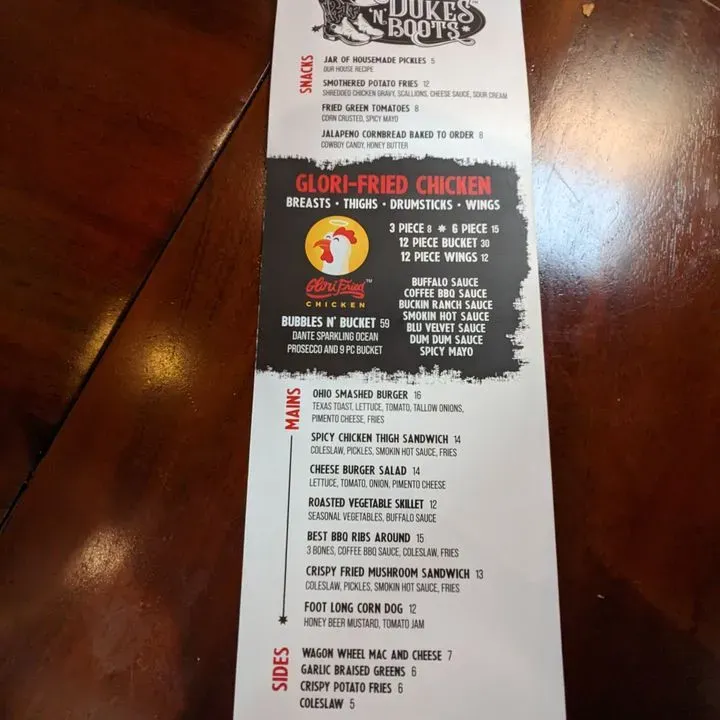 'N' DUKES
BOOTS
SNACKS
JAR OF HOUSEMADE PICKLES 5
OUR HOUSE RECIPE
SMOTHERED POTATO FRIES 12
SHREDDED CHICKEN GRAVY, SCALLIONS, CHEESE SAUCE, SOUR CREAM
FRIED GREEN TOMATOES 8
CORN CRUSTED, SPICY MAYO
JALAPENO CORNBREAD BAKED TO ORDER 8
COWBOY CANDY, HONEY BUTTER
GLORI-FRIED CHICKEN
BREASTS • THIGHS • DRUMSTICKS • WINGS
3 PIECE 8 * 6 PIECE 15
12 PIECE BUCKET 30
12 PIECE WINGS 12
Glori Fried™
CHICKEN
BUBBLES N' BUCKET 59
DANTE SPARKLING OCEAN
PROSECCO AND 9 PC BUCKET
BUFFALO SAUCE
COFFEE BBQ SAUCE
BUCKIN RANCH SAUCE
SMOKIN HOT SAUCE
BLU VELVET SAUCE
DUM DUM SAUCE
SPICY MAYO
MAINS
OHIO SMASHED BURGER 16
TEXAS TOAST, LETTUCE, TOMATO, TALLOW ONIONS,
PIMENTO CHEESE, FRIES
SPICY CHICKEN THIGH SANDWICH 14
COLESLAW, PICKLES, SMOKIN HOT SAUCE, FRIES
CHEESE BURGER SALAD 14
LETTUCE, TOMATO, ONION, PIMENTO CHEESE
ROASTED VEGETABLE SKILLET 12
SEASONAL VEGETABLES, BUFFALO SAUCE
BEST BBQ RIBS AROUND 15
3 BONES, COFFEE BBQ SAUCE, COLESLAW, FRIES
CRISPY FRIED MUSHROOM SANDWICH 13
COLESLAW, PICKLES, SMOKIN HOT SAUCE, FRIES
FOOT LONG CORN DOG 12
HONEY BEER MUSTARD, TOMATO JAM
SIDES
WAGON WHEEL MAC AND CHEESE 7
GARLIC BRAISED GREENS 6
CRISPY POTATO FRIES 6
COLESLAW 5